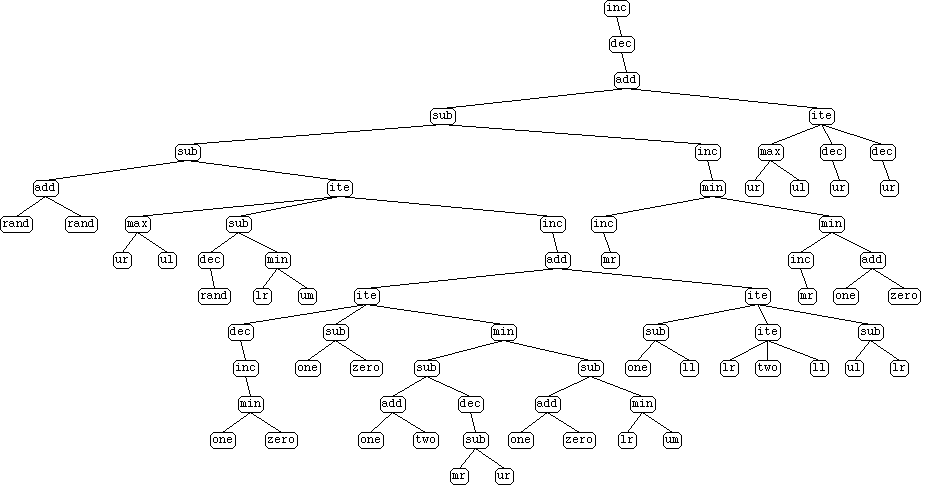 inc
dec
add
sub ite
sub inc max dec dec
add ite min ur ul ur ur
rand rand max sub inc inc min
ur ul dec min add mr inc add
rand lr um ite ite mr one zero
dec sub min sub ite sub
inc one zero sub sub one ll lr two ll ul lr
min add dec add min
one zero one two sub one zero lr um
mr ur